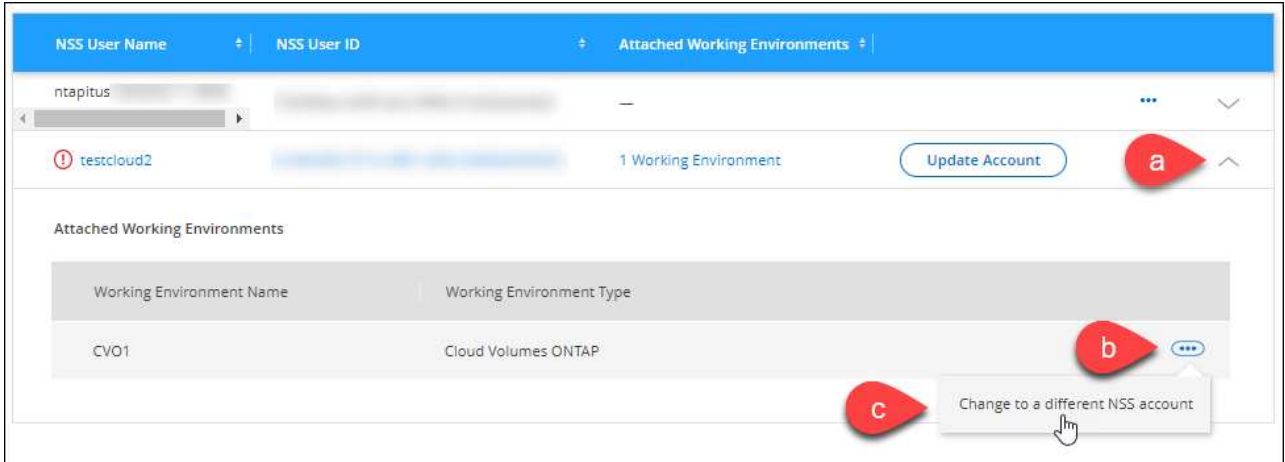 NSS User Name NSS User ID Attached Working Environments
ntapitus —
testcloud2 1 Working Environment Update Account a
Attached Working Environments
Working Environment Name Working Environment Type
CVO1 Cloud Volumes ONTAP b
c Change to a different NSS account